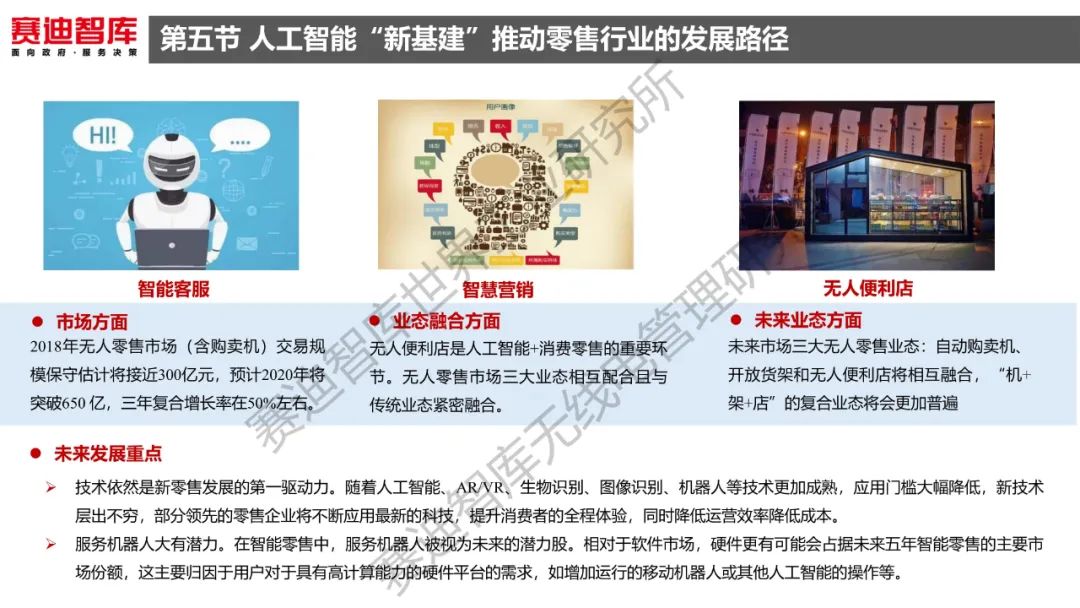 赛迪智库
面向政府·服务决策
第五节 人工智能“新基建”推动零售行业的发展路径
HI!
用户画像
智能客服
智慧营销
无人便利店
● 市场方面
2018年无人零售市场（含购卖机）交易规
模保守估计将接近300亿元，预计2020年将
突破650 亿，三年复合增长率在50%左右。
● 业态融合方面
无人便利店是人工智能+消费零售的重要环
节。无人零售市场三大业态相互配合且与
传统业态紧密融合。
● 未来业态方面
未来市场三大无人零售业态：自动购卖机、
开放货架和无人便利店将相互融合，“机+
架+店”的复合业态将会更加普遍
● 未来发展重点
技术依然是新零售发展的第一驱动力。随着人工智能、AR/VR、生物识别、图像识别、机器人等技术更加成熟，应用门槛大幅降低，新技术
层出不穷，部分领先的零售企业将不断应用最新的科技，提升消费者的全程体验，同时降低运营效率降低成本。
服务机器人大有潜力。在智能零售中，服务机器人被视为未来的潜力股。相对于软件市场，硬件更有可能会占据未来五年智能零售的主要市
场份额，这主要归因于用户对于具有高计算能力的硬件平台的需求，如增加运行的移动机器人或其他人工智能的操作等。